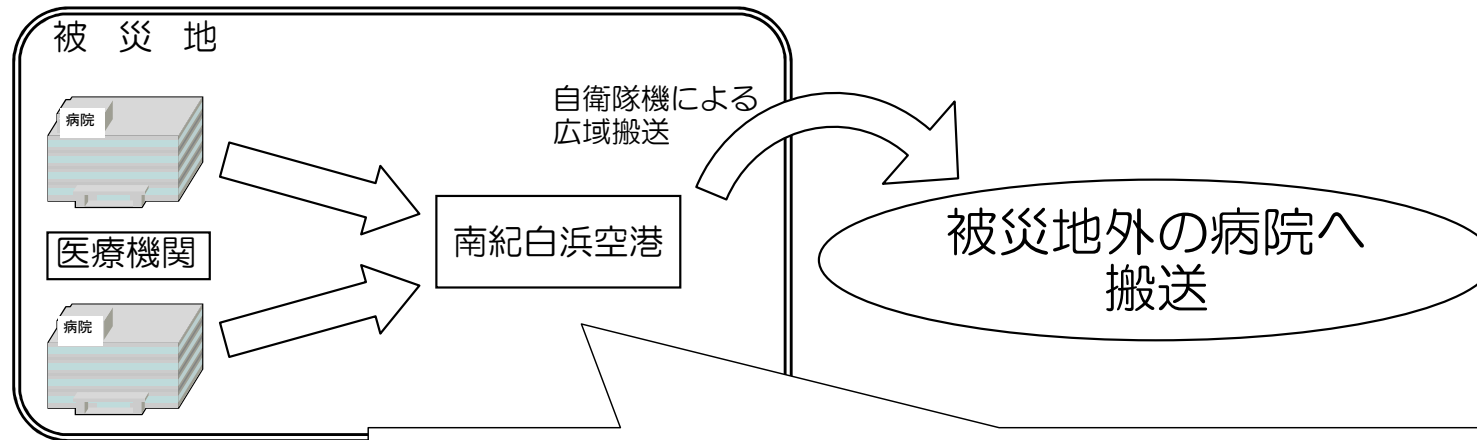 被 災 地
病院
自衛隊機による
広域搬送
医療機関
南紀白浜空港
被災地外の病院へ
搬送
病院